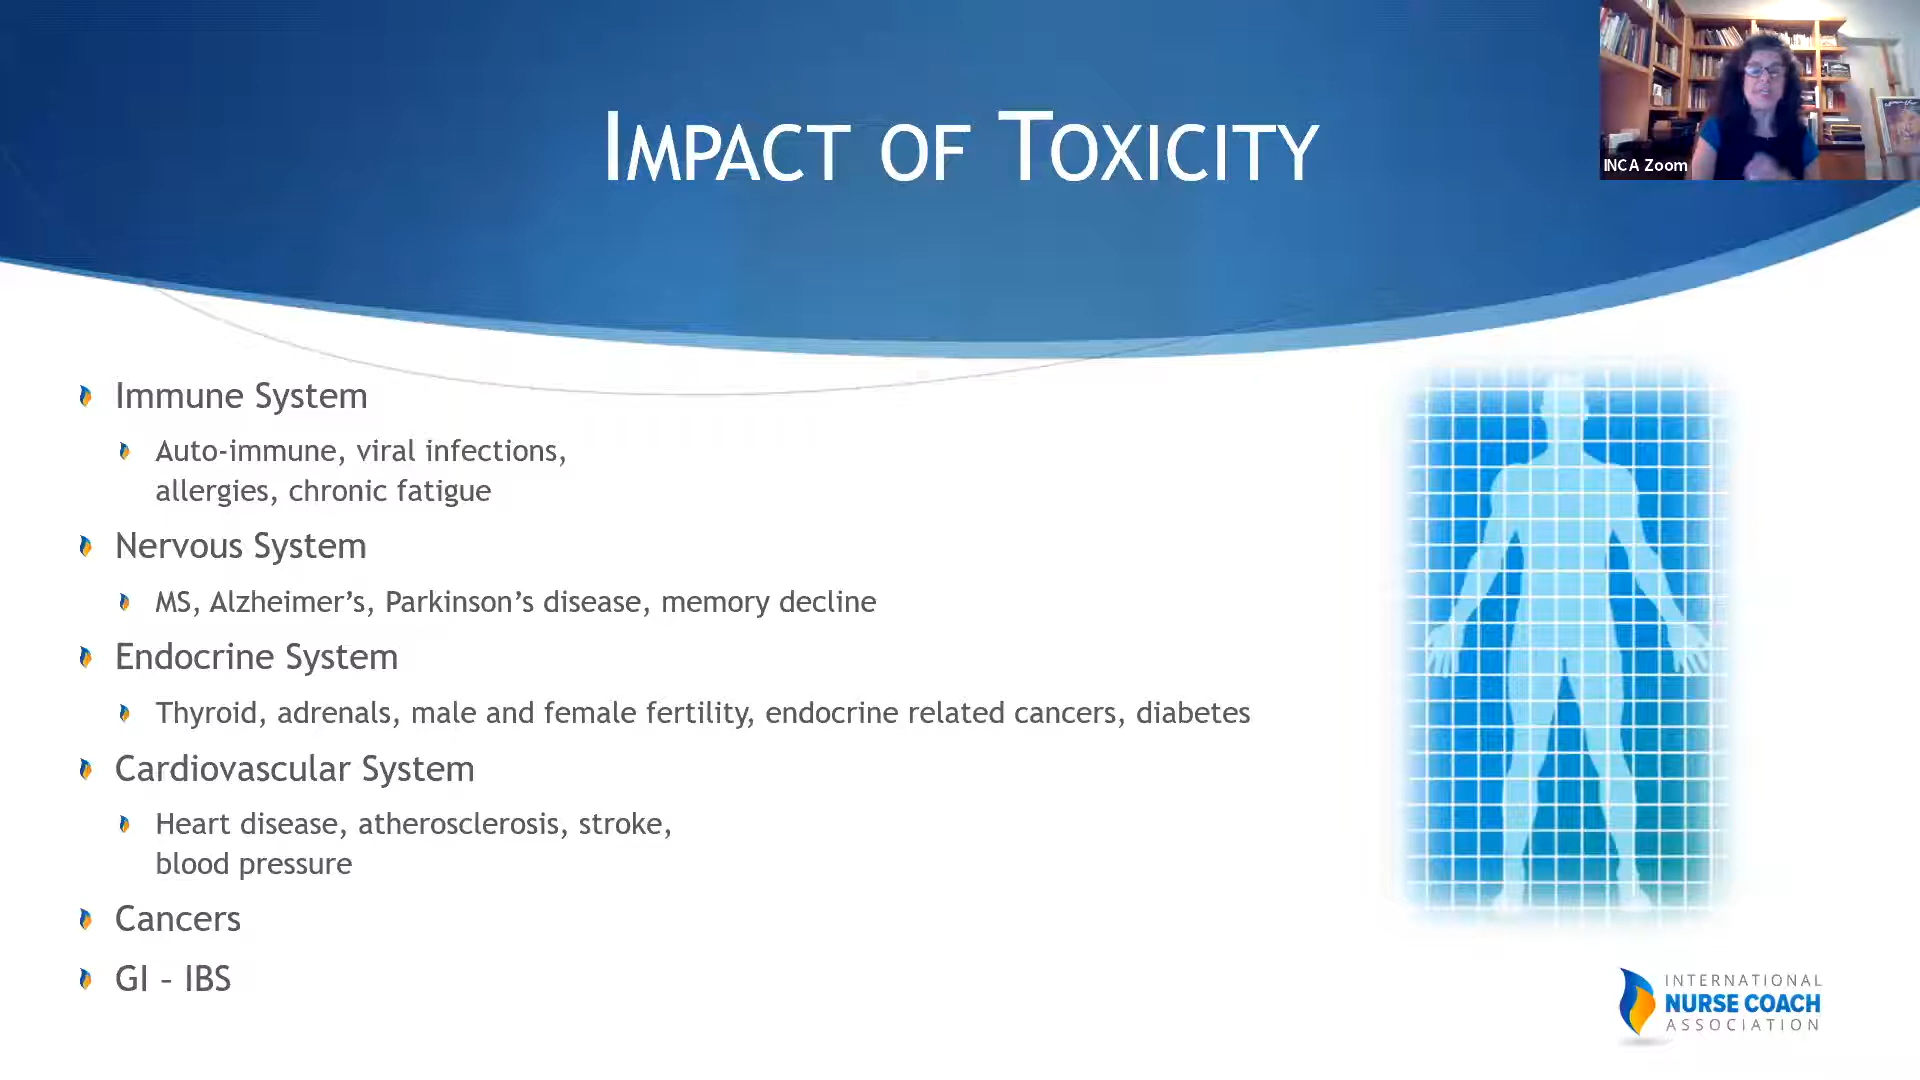 IMPACT OF TOXICITY
INCA Zoom
Immune System
Auto-immune, viral infections,
allergies, chronic fatigue
Nervous System
MS, Alzheimer’s, Parkinson’s disease, memory decline
Endocrine System
Thyroid, adrenals, male and female fertility, endocrine related cancers, diabetes
Cardiovascular System
Heart disease, atherosclerosis, stroke,
blood pressure
Cancers
GI – IBS
INTERNATIONAL
NURSE COACH
ASSOCIATION